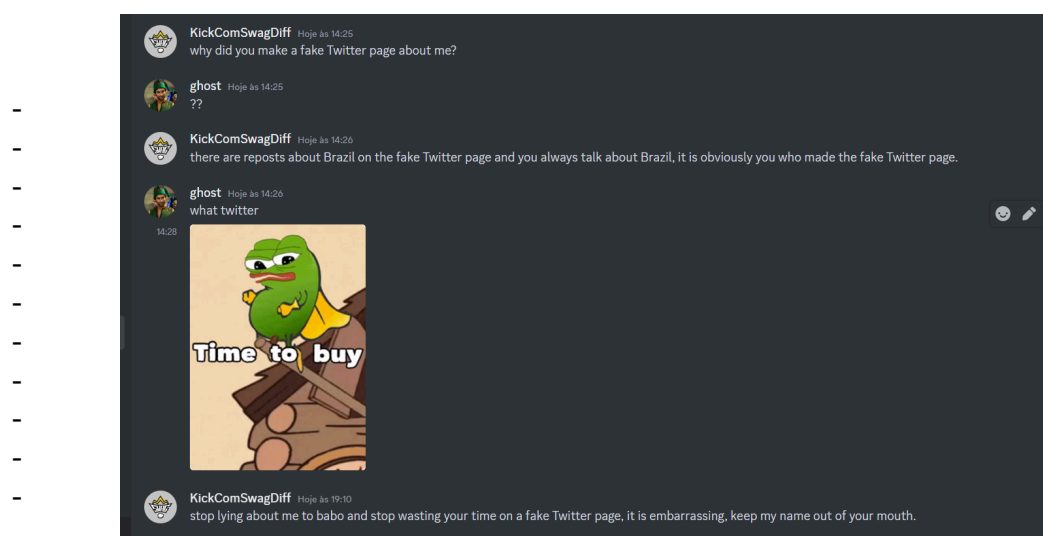 KickComSwagDiff Hoje às 14:25
why did you make a fake Twitter page about me?
-
ghost Hoje às 14:25
??
-
KickComSwagDiff Hoje às 14:26
-
there are reposts about Brazil on the fake Twitter page and you always talk about Brazil, it is obviously you who made the fake Twitter page.
-
ghost Hoje às 14:26
what twitter
-
14:28
-
-
-
Time to buy
-
-
-
KickComSwagDiff Hoje às 19:10
stop lying about me to babo and stop wasting your time on a fake Twitter page, it is embarrassing, keep my name out of your mouth.